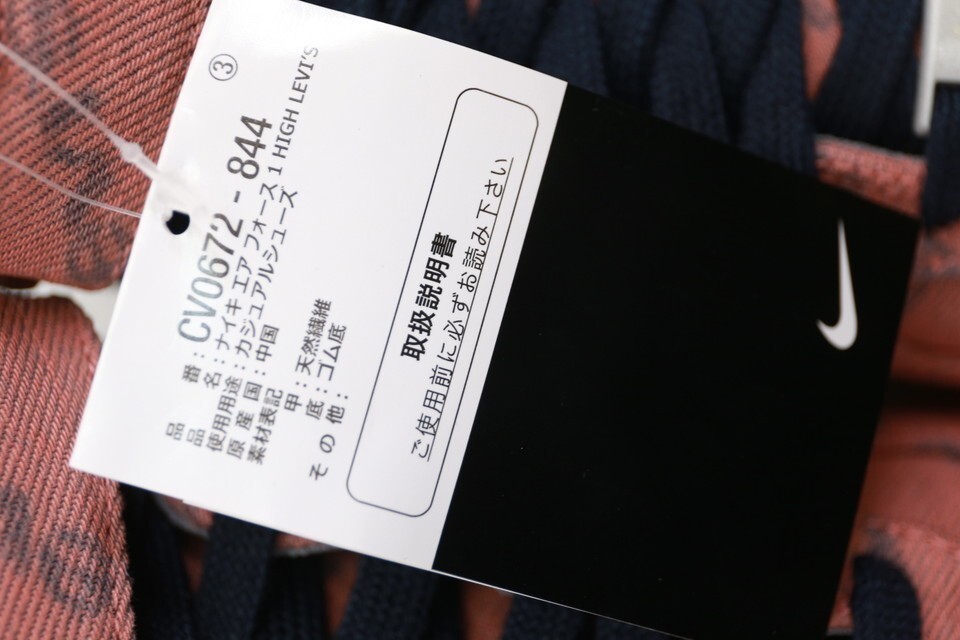 ③
品番：CV0672-844
品名：ナイキ エア フォース 1 HIGH LEVI'S
使用用途：カジュアルシューズ
原産国：中国
素材表記
甲：天然繊維
底：ゴム底
その他：
取扱説明書
ご使用前に必ずお読み下さい